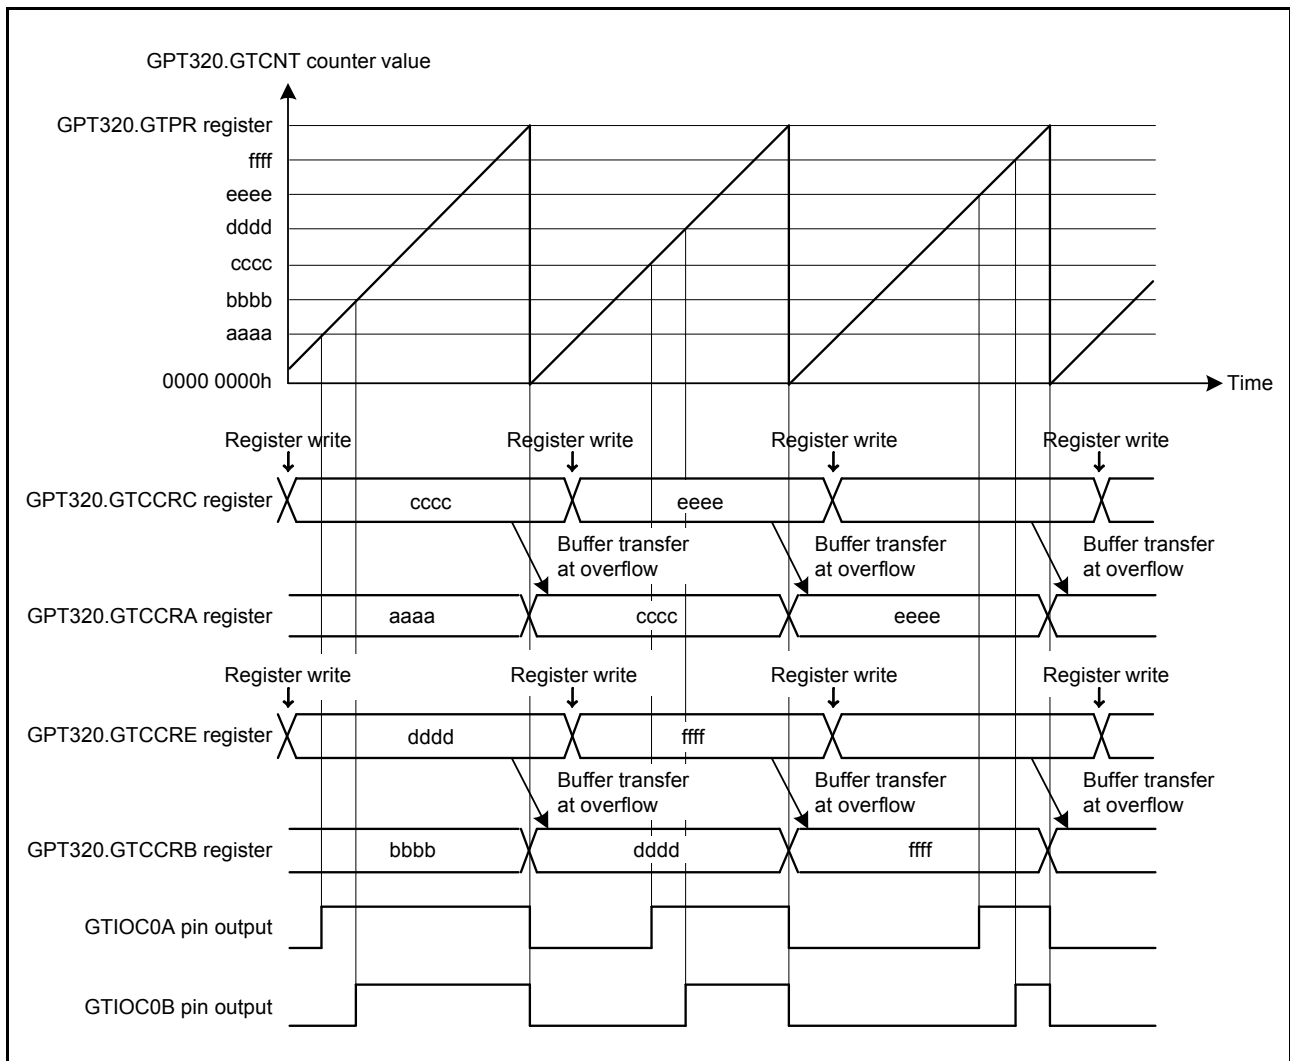 GPT320.GTCNT counter value
GPT320.GTPR register
ffff
eeee
dddd
cccc
bbbb
aaaa
0000 0000h
Time
Register write
Register write
Register write
Register write
GPT320.GTCCRC register
cccc
eeee
Buffer transfer
at overflow
Buffer transfer
at overflow
Buffer transfer
at overflow
GPT320.GTCCRA register
aaaa
cccc
eeee
Register write
Register write
Register write
Register write
GPT320.GTCCRE register
dddd
ffff
Buffer transfer
at overflow
Buffer transfer
at overflow
Buffer transfer
at overflow
GPT320.GTCCRB register
bbbb
dddd
ffff
GTIOC0A pin output
GTIOC0B pin output